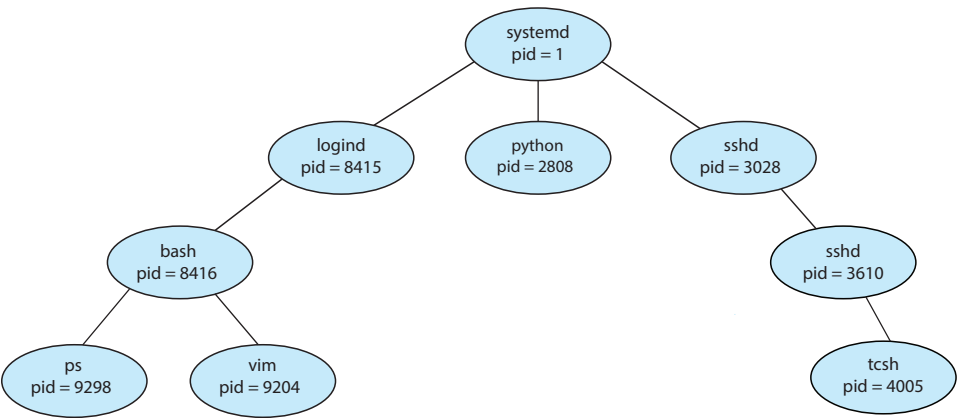 systemd
pid = 1
logind
pid = 8415
python
pid = 2808
sshd
pid = 3028
bash
pid = 8416
sshd
pid = 3610
ps
pid = 9298
vim
pid = 9204
tcsh
pid = 4005